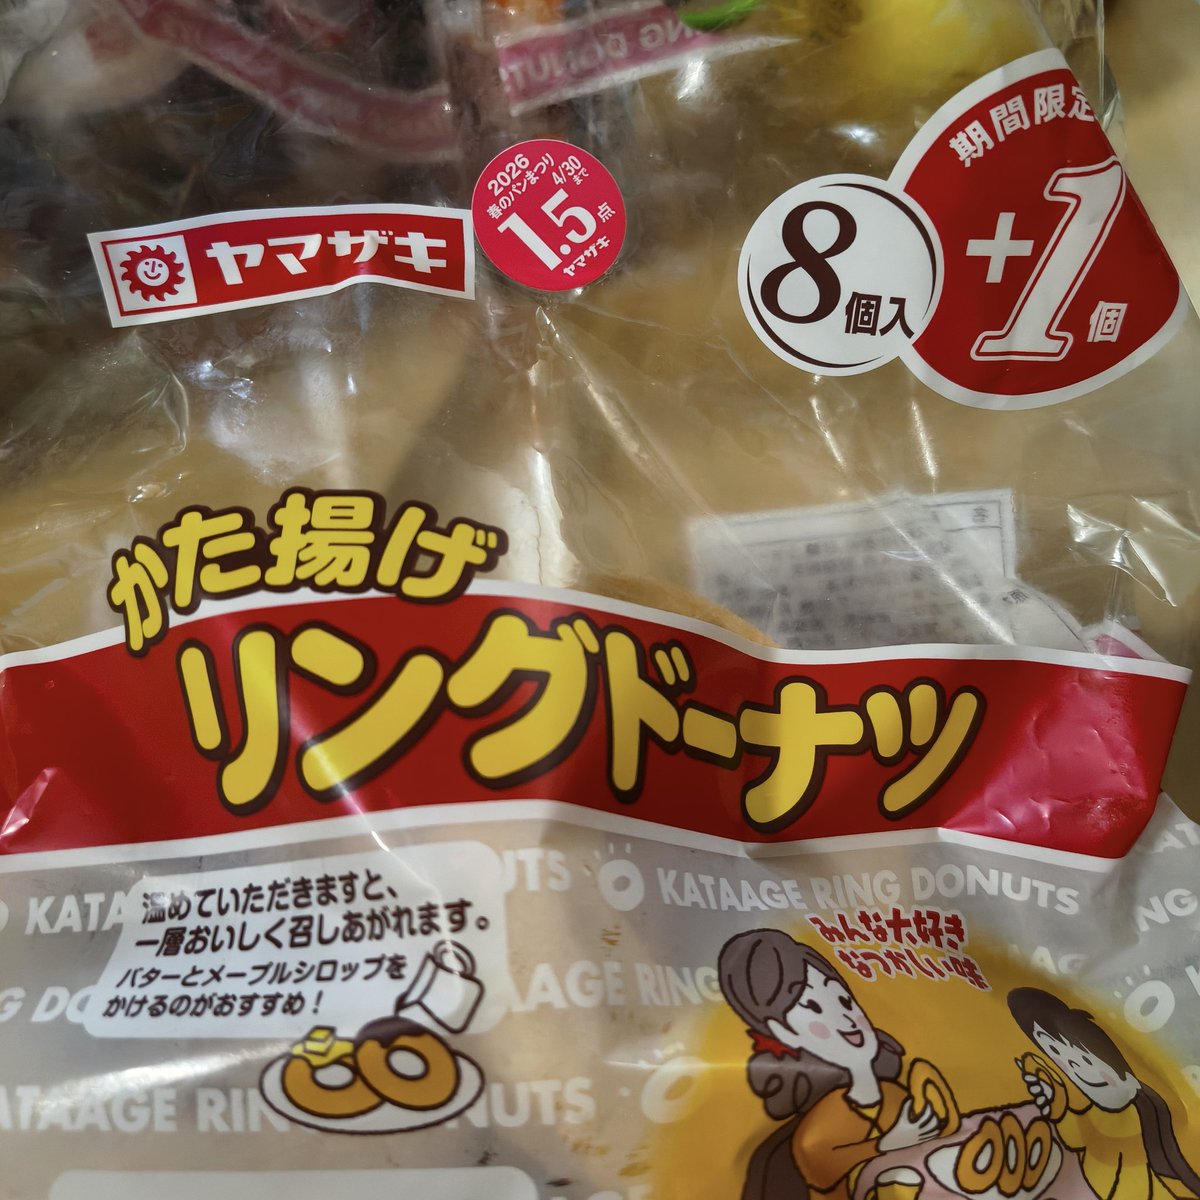 期間限定
+1個
8個入
2026
春のパンまつり
4/30まで
1.5点
ヤマザキ
ヤマザキ
かた揚げ
リングドーナツ
KATAAGE RING DONUTS
温めていただきますと、
一層おいしく召しあがれます。
バターとメープルシロップを
かけるのがおすすめ！
みんな大好き
なつかしい味